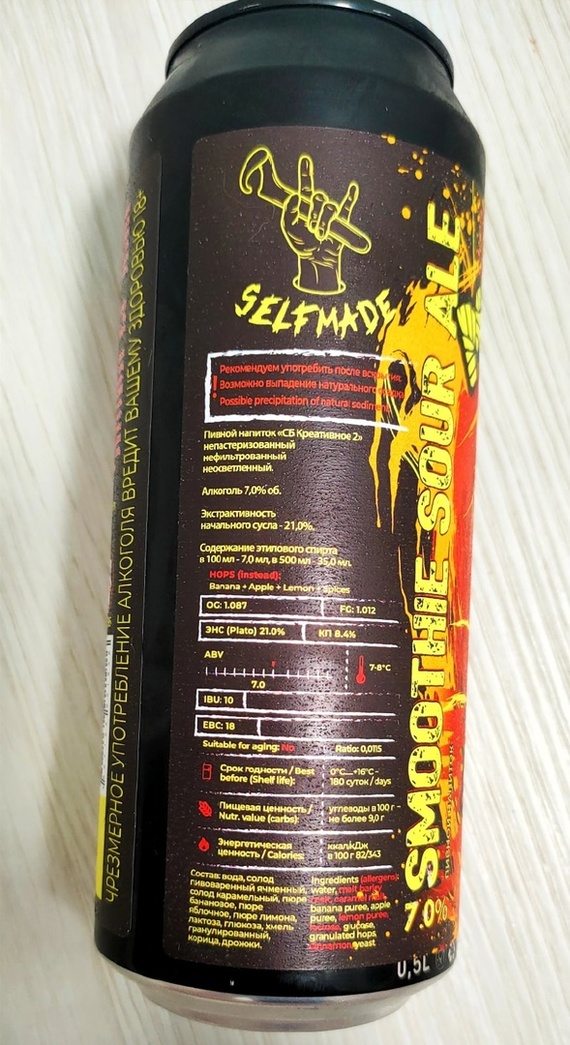 ЧРЕЗМЕРНОЕ УПОТРЕБЛЕНИЕ АЛКОГОЛЯ ВРЕДИТ ВАШЕМУ ЗДОРОВЬЮ 18+
SELFMADE
! Рекомендуем употребить после
Возможно выпадение натурального
Possible precipitation of natural sediment
Пивной напиток «СБ Креативное 2»
непастеризованный
нефильтрованный
неосветленный.
Алкоголь 7,0% об.
Экстрактивность
начального сусла - 21,0%.
Содержание этилового спирта
в 100 мл - 7,0 мл, в 500 мл - 35,0 мл.
HOPS (instead):
Banana + Apple + Lemon + Spices
OG: 1.087 FG: 1.012
ЭНС (Plato) 21.0% КП 8.4%
ABV
7.0
7-8°C
IBU: 10
EBC: 18
Suitable for aging: No Ratio: 0,0115
Срок годности / Best
before (Shelf life):
0°C...+16°C -
180 суток / days
Пищевая ценность /
Nutr. value (carbs):
углеводы в 100 г -
не более 9,0 г
Энергетическая
ценность / Calories:
ккал/кДж
в 100 г 82/343
Состав: вода, солод
пивоваренный ячменный,
солод карамельный, пюре
банановое, пюре
яблочное, пюре лимона,
лактоза, глюкоза, хмель
гранулированный,
корица, дрожжи.
Ingredients (allergens):
water, malt barley
malt, caramel malt,
banana puree, apple
puree, lemon puree,
lactose, glucose,
granulated hops,
cinnamon, yeast
SMOOTHIE SOUR ALE
7.0%
0,5L